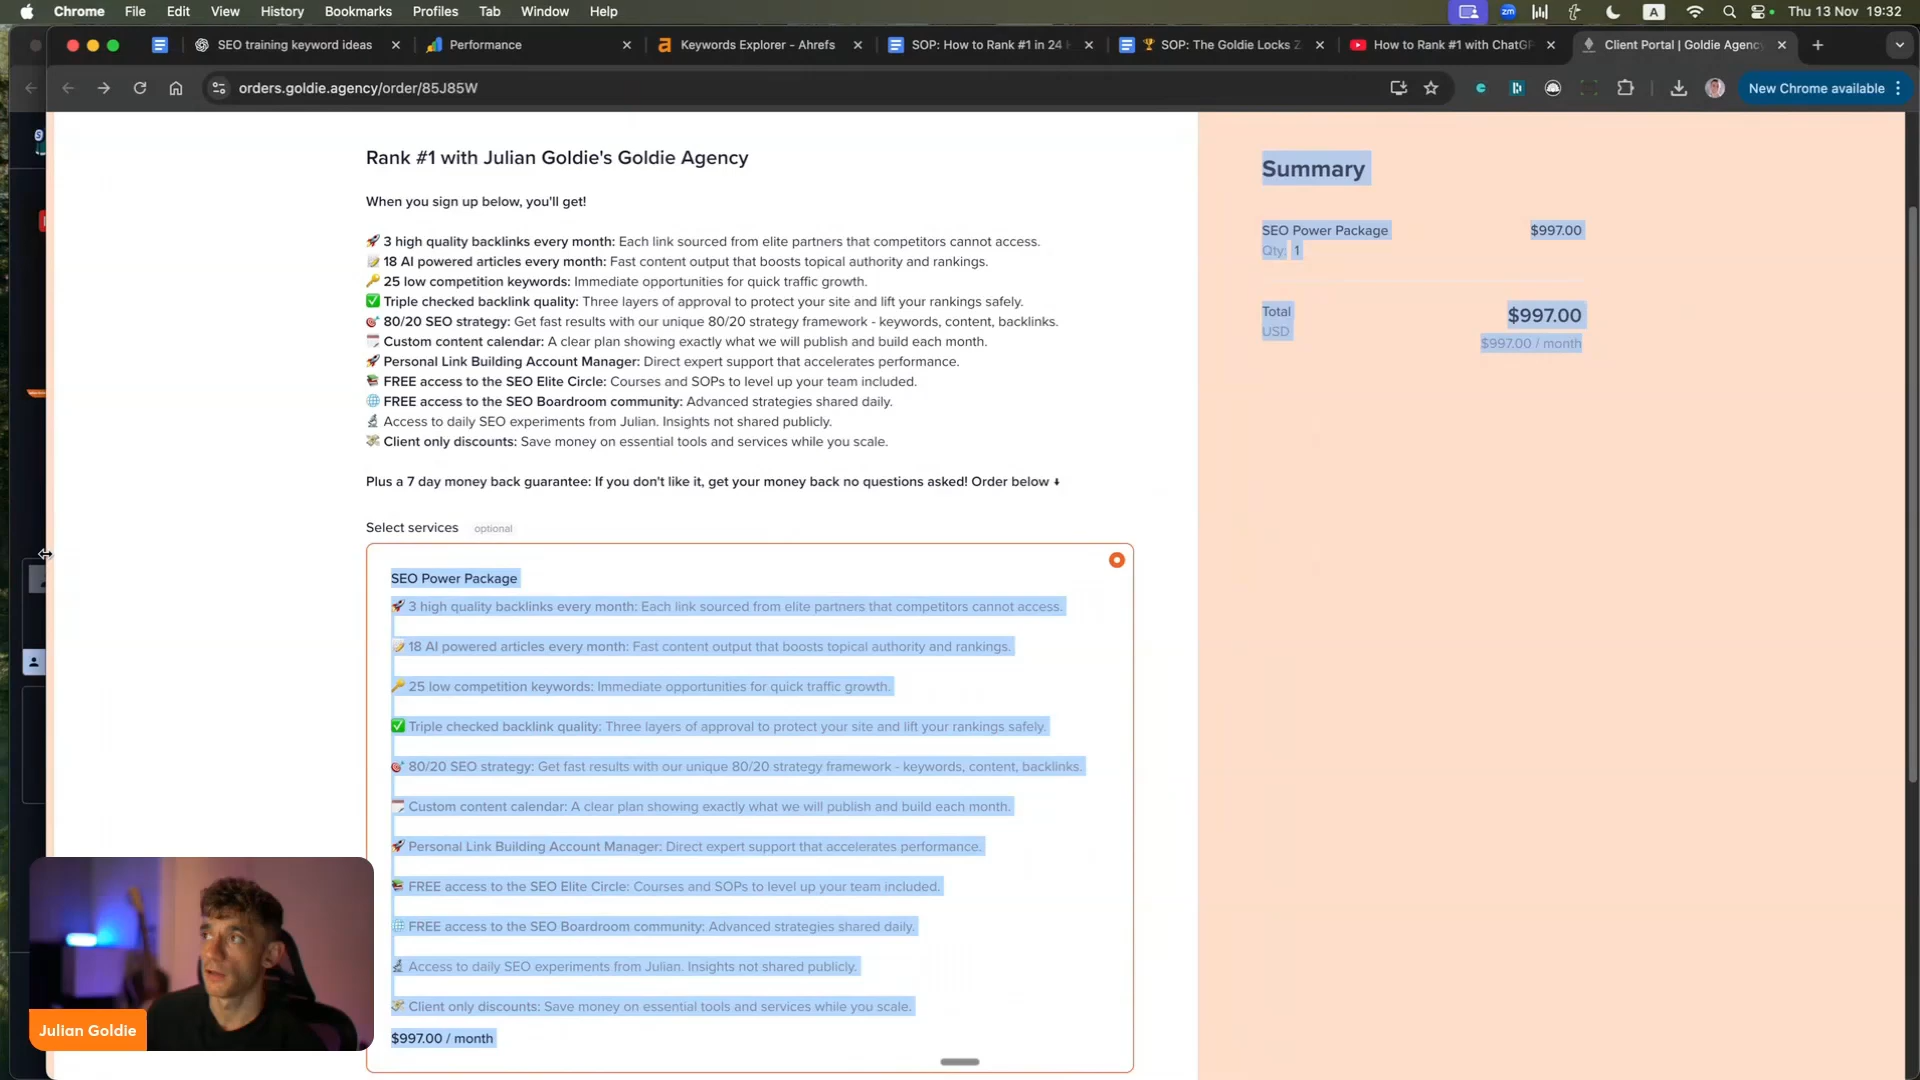 Chrome File Edit View History Bookmarks Profiles Tab Window Help
zm A Thu 13 Nov 19:32
SEO training keyword ideas
Performance
Keywords Explorer - Ahrefs
SOP: How to Rank #1 in 24
SOP: The Goldie Locks
How to Rank #1 with ChatGP
Client Portal | Goldie Agency
orders.goldie.agency/order/85J85W
New Chrome available
Rank #1 with Julian Goldie's Goldie Agency
When you sign up below, you'll get!
🚀 3 high quality backlinks every month: Each link sourced from elite partners that competitors cannot access.
📝 18 AI powered articles every month: Fast content output that boosts topical authority and rankings.
🔑 25 low competition keywords: Immediate opportunities for quick traffic growth.
✅ Triple checked backlink quality: Three layers of approval to protect your site and lift your rankings safely.
🎯 80/20 SEO strategy: Get fast results with our unique 80/20 strategy framework - keywords, content, backlinks.
🗓️ Custom content calendar: A clear plan showing exactly what we will publish and build each month.
🚀 Personal Link Building Account Manager: Direct expert support that accelerates performance.
📚 FREE access to the SEO Elite Circle: Courses and SOPs to level up your team included.
🌐 FREE access to the SEO Boardroom community: Advanced strategies shared daily.
🔬 Access to daily SEO experiments from Julian. Insights not shared publicly.
💸 Client only discounts: Save money on essential tools and services while you scale.
Plus a 7 day money back guarantee: If you don't like it, get your money back no questions asked! Order below ⬇
Select services optional
SEO Power Package
🚀 3 high quality backlinks every month: Each link sourced from elite partners that competitors cannot access.
📝 18 AI powered articles every month: Fast content output that boosts topical authority and rankings.
🔑 25 low competition keywords: Immediate opportunities for quick traffic growth.
✅ Triple checked backlink quality: Three layers of approval to protect your site and lift your rankings safely.
🎯 80/20 SEO strategy: Get fast results with our unique 80/20 strategy framework - keywords, content, backlinks.
🗓️ Custom content calendar: A clear plan showing exactly what we will publish and build each month.
🚀 Personal Link Building Account Manager: Direct expert support that accelerates performance.
📚 FREE access to the SEO Elite Circle: Courses and SOPs to level up your team included.
🌐 FREE access to the SEO Boardroom community: Advanced strategies shared daily.
🔬 Access to daily SEO experiments from Julian. Insights not shared publicly.
💸 Client only discounts: Save money on essential tools and services while you scale.
$997.00 / month
Summary
SEO Power Package $997.00
Qty: 1
Total $997.00
USD $997.00 / month
Julian Goldie